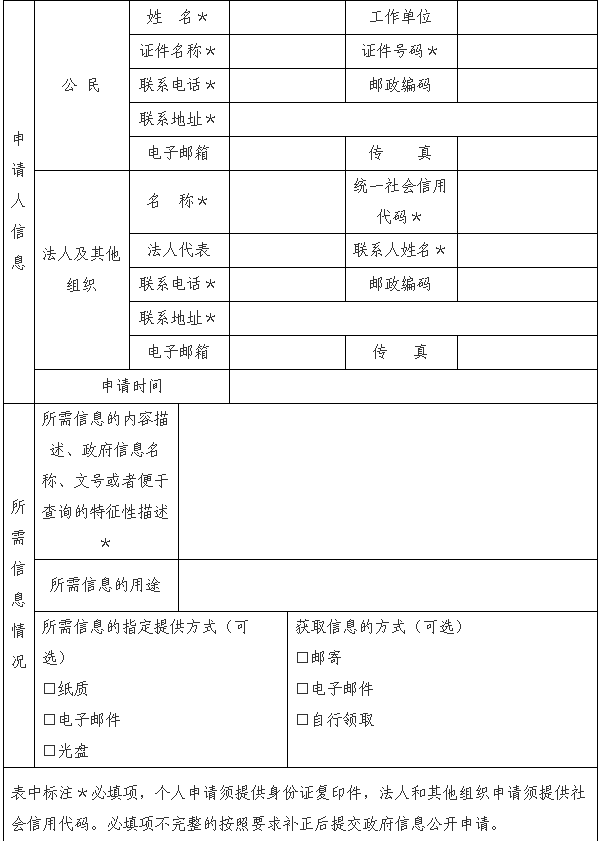 申请人信息
公 民
姓 名＊ 工作单位
证件名称＊ 证件号码＊
联系电话＊ 邮政编码
联系地址＊
电子邮箱 传 真
法人及其他
组织
名 称＊ 统一社会信用
代码＊
法人代表 联系人姓名＊
联系电话＊ 邮政编码
联系地址＊
电子邮箱 传 真
申请时间
所需信息情况
所需信息的内容描
述、政府信息名
称、文号或者便于
查询的特征性描述
＊
所需信息的用途
所需信息的指定提供方式（可
选）
□纸质
□电子邮件
□光盘
获取信息的方式（可选）
□邮寄
□电子邮件
□自行领取
表中标注＊必填项，个人申请须提供身份证复印件，法人和其他组织申请须提供社
会信用代码。必填项不完整的按照要求补正后提交政府信息公开申请。